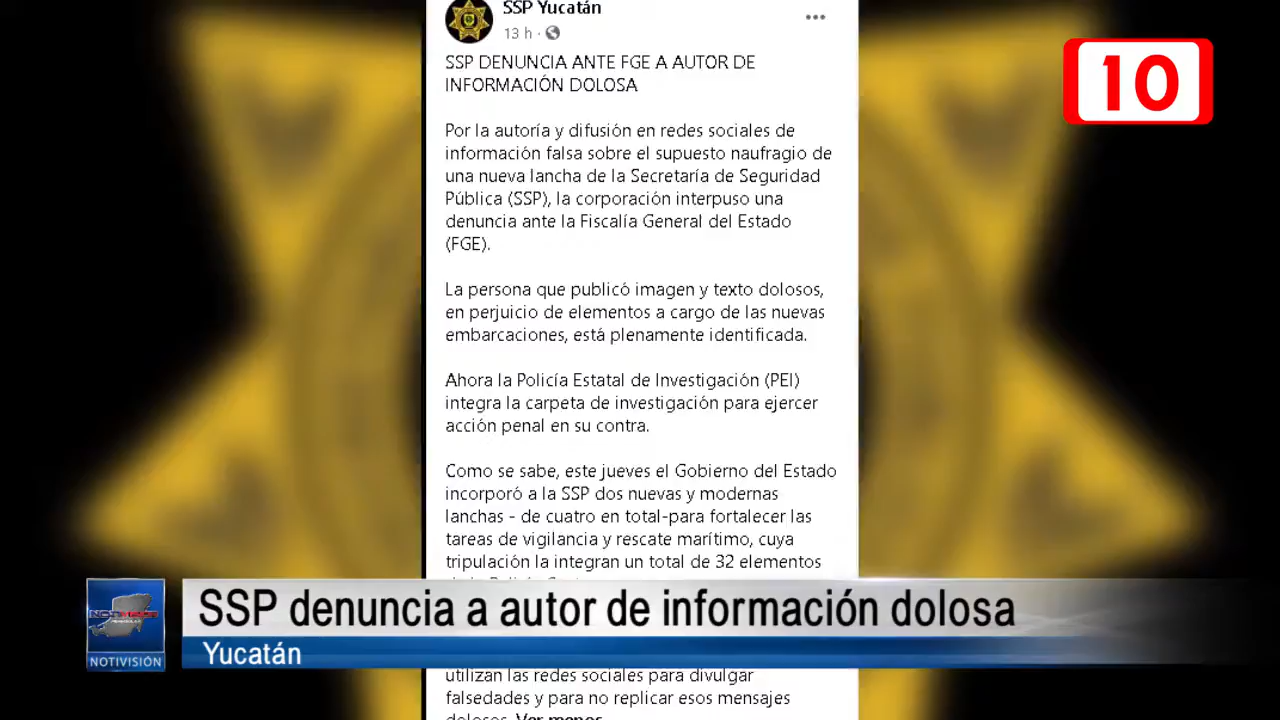 SSP Yucatán
13 h ·
SSP DENUNCIA ANTE FGE A AUTOR DE
INFORMACIÓN DOLOSA
Por la autoría y difusión en redes sociales de
información falsa sobre el supuesto naufragio de
una nueva lancha de la Secretaría de Seguridad
Pública (SSP), la corporación interpuso una
denuncia ante la Fiscalía General del Estado
(FGE).
La persona que publicó imagen y texto dolosos,
en perjuicio de elementos a cargo de las nuevas
embarcaciones, está plenamente identificada.
Ahora la Policía Estatal de Investigación (PEI)
integra la carpeta de investigación para ejercer
acción penal en su contra.
Como se sabe, este jueves el Gobierno del Estado
incorporó a la SSP dos nuevas y modernas
lanchas - de cuatro en total-para fortalecer las
tareas de vigilancia y rescate marítimo, cuya
tripulación la integran un total de 32 elementos
10
SSP denuncia a autor de información dolosa
Yucatán
NOTIVISIÓN
utilizan las redes sociales para divulgar
falsedades y para no replicar esos mensajes
dolosos. Ver menos